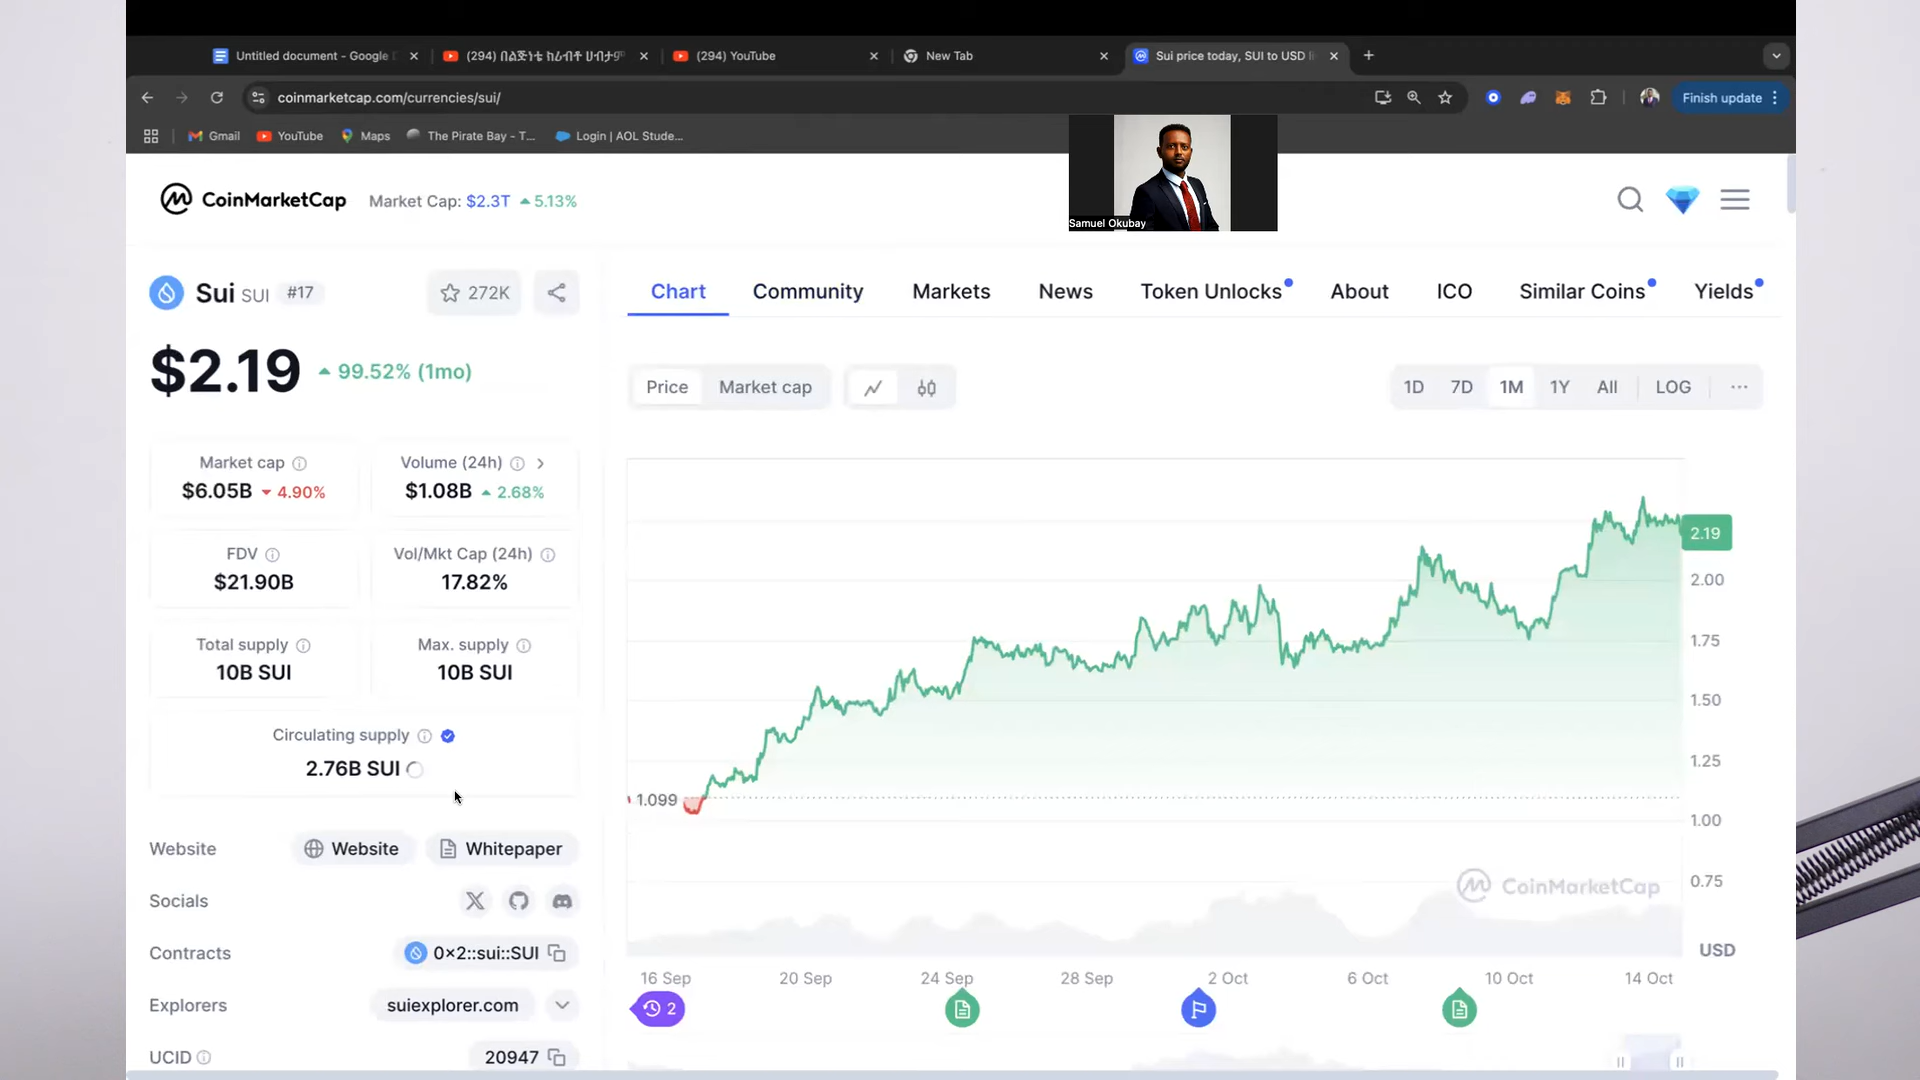 Untitled document - Google
(294) በልጅነቴ ከራብቶ ሀብታም
(294) YouTube
New Tab
Sui price today, SUI to USD li
coinmarketcap.com/currencies/sui/
Finish update
Gmail
YouTube
Maps
The Pirate Bay - T...
Login | AOL Stude...
CoinMarketCap
Market Cap: $2.3T 5.13%
Samuel Okubay
Sui SUI #17
272K
$2.19 99.52% (1mo)
Market cap
$6.05B 4.90%
Volume (24h)
$1.08B 2.68%
FDV
$21.90B
Vol/Mkt Cap (24h)
17.82%
Total supply
10B SUI
Max. supply
10B SUI
Circulating supply
2.76B SUI
Website
Website
Whitepaper
Socials
Contracts
0×2::sui::SUI
Explorers
suiexplorer.com
UCID
20947
Chart
Community
Markets
News
Token Unlocks
About
ICO
Similar Coins
Yields
Price
Market cap
1D
7D
1M
1Y
All
LOG
2.19
2.00
1.75
1.50
1.25
1.00
0.75
1.099
CoinMarketCap
USD
16 Sep
20 Sep
24 Sep
28 Sep
2 Oct
6 Oct
10 Oct
14 Oct
2